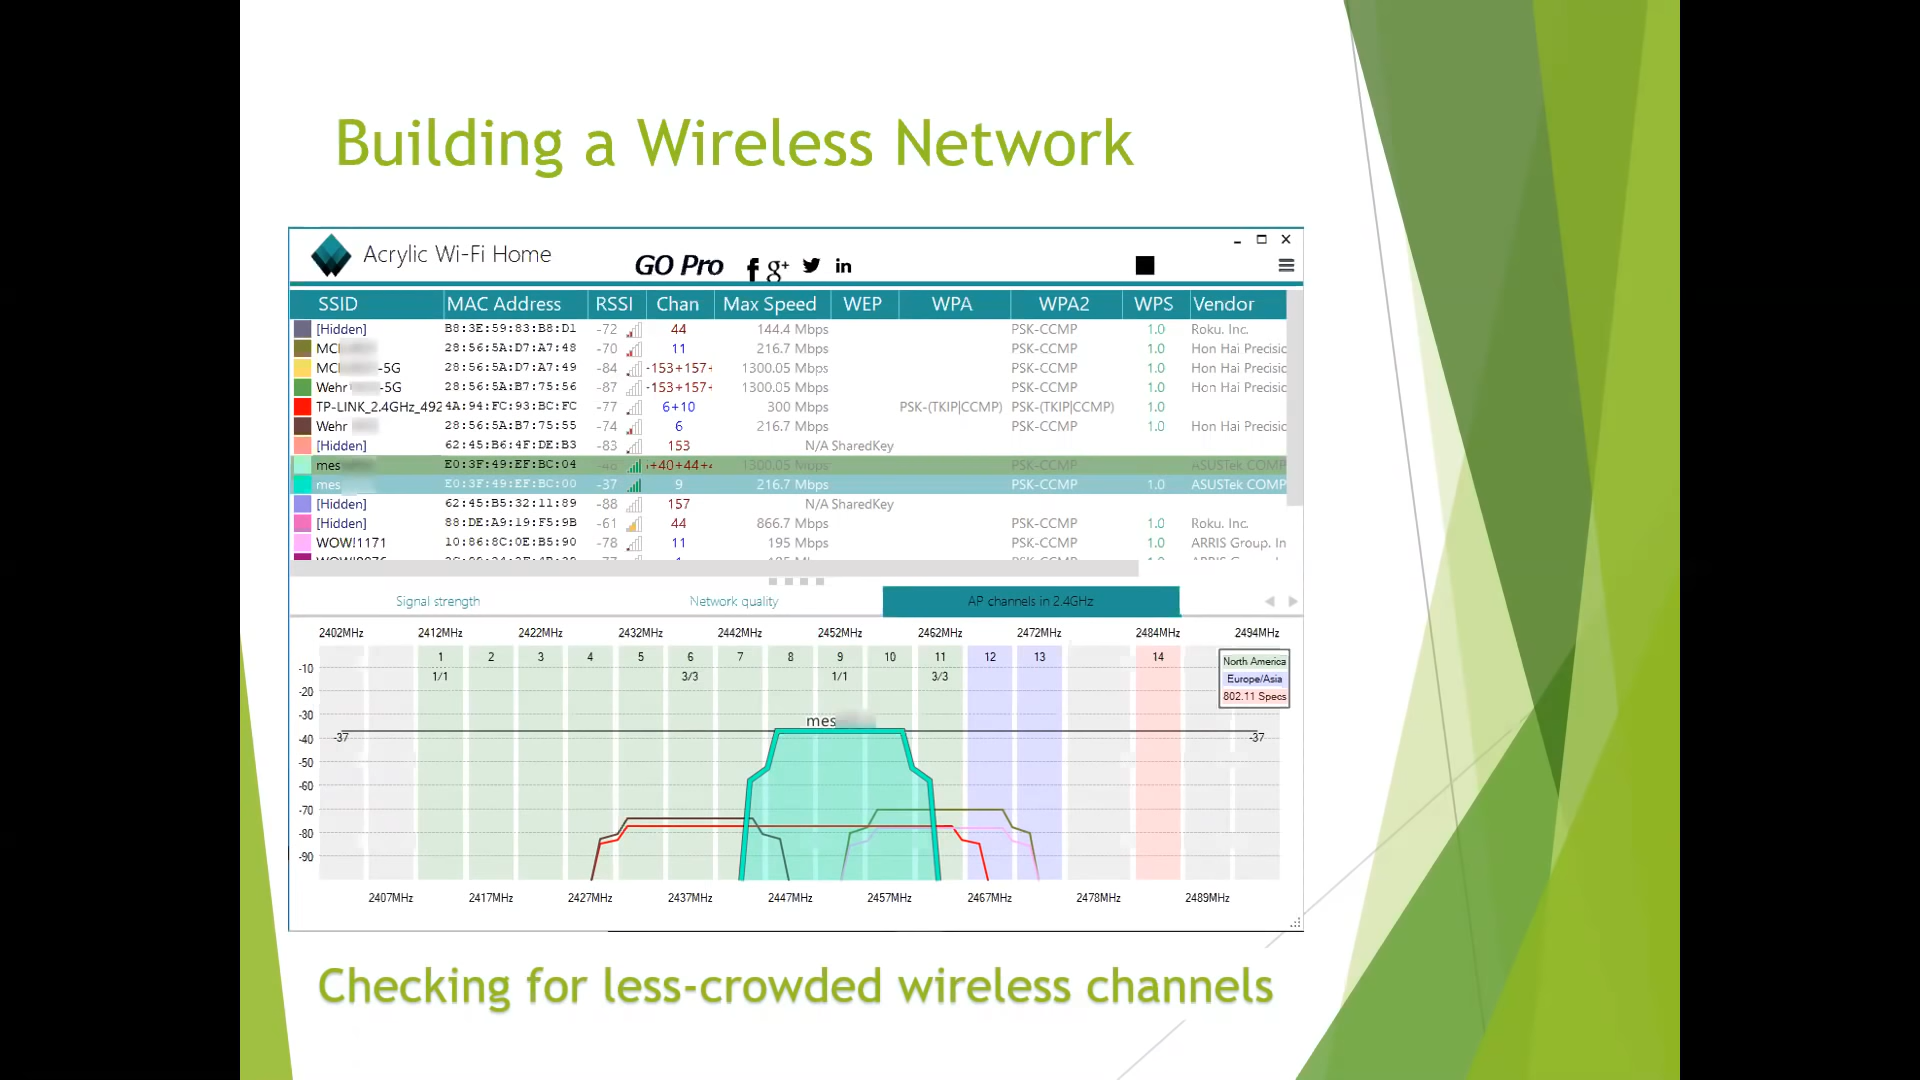 Building a Wireless Network
Acrylic Wi-Fi Home
GO Pro
f g+ in
SSID MAC Address RSSI Chan Max Speed WEP WPA WPA2 WPS Vendor
[Hidden] B8:3E:59:83:B8:D1 -72 44 144.4 Mbps PSK-CCMP 1.0 Roku. Inc.
MC 28:56:5A:D7:A7:48 -70 11 216.7 Mbps PSK-CCMP 1.0 Hon Hai Precisic
MC -5G 28:56:5A:D7:A7:49 -84 -153+157+ 1300.05 Mbps PSK-CCMP 1.0 Hon Hai Precisic
Wehr -5G 28:56:5A:B7:75:56 -87 -153+157+ 1300.05 Mbps PSK-CCMP 1.0 Hon Hai Precisic
TP-LINK_2.4GHz_492 4A:94:FC:93:BC:FC -77 6+10 300 Mbps PSK-(TKIP|CCMP) PSK-(TKIP|CCMP) 1.0
Wehr 28:56:5A:B7:75:55 -74 6 216.7 Mbps PSK-CCMP 1.0 Hon Hai Precisic
[Hidden] 62:45:B6:4F:DE:B3 -83 153 N/A SharedKey
mes E0:3F:49:EF:BC:04 -48 +40+44+ 1300.05 Mbps PSK-CCMP ASUSTek COMP
mes E0:3F:49:EF:BC:00 -37 9 216.7 Mbps PSK-CCMP 1.0 ASUSTek COMP
[Hidden] 62:45:B5:32:11:89 -88 157 N/A SharedKey
[Hidden] 88:DE:A9:19:F5:9B -61 44 866.7 Mbps PSK-CCMP 1.0 Roku. Inc.
WOW!1171 10:86:8C:0E:B5:90 -78 11 195 Mbps PSK-CCMP 1.0 ARRIS Group. In
Signal strength Network quality AP channels in 2.4GHz
2402MHz 2412MHz 2422MHz 2432MHz 2442MHz 2452MHz 2462MHz 2472MHz 2484MHz 2494MHz
1 2 3 4 5 6 7 8 9 10 11 12 13 14
1/1 3/3 1/1 3/3
North America
Europe/Asia
802.11 Specs
-10
-20
-30
mes
-37 -37
-40
-50
-60
-70
-80
-90
2407MHz 2417MHz 2427MHz 2437MHz 2447MHz 2457MHz 2467MHz 2478MHz 2489MHz
Checking for less-crowded wireless channels